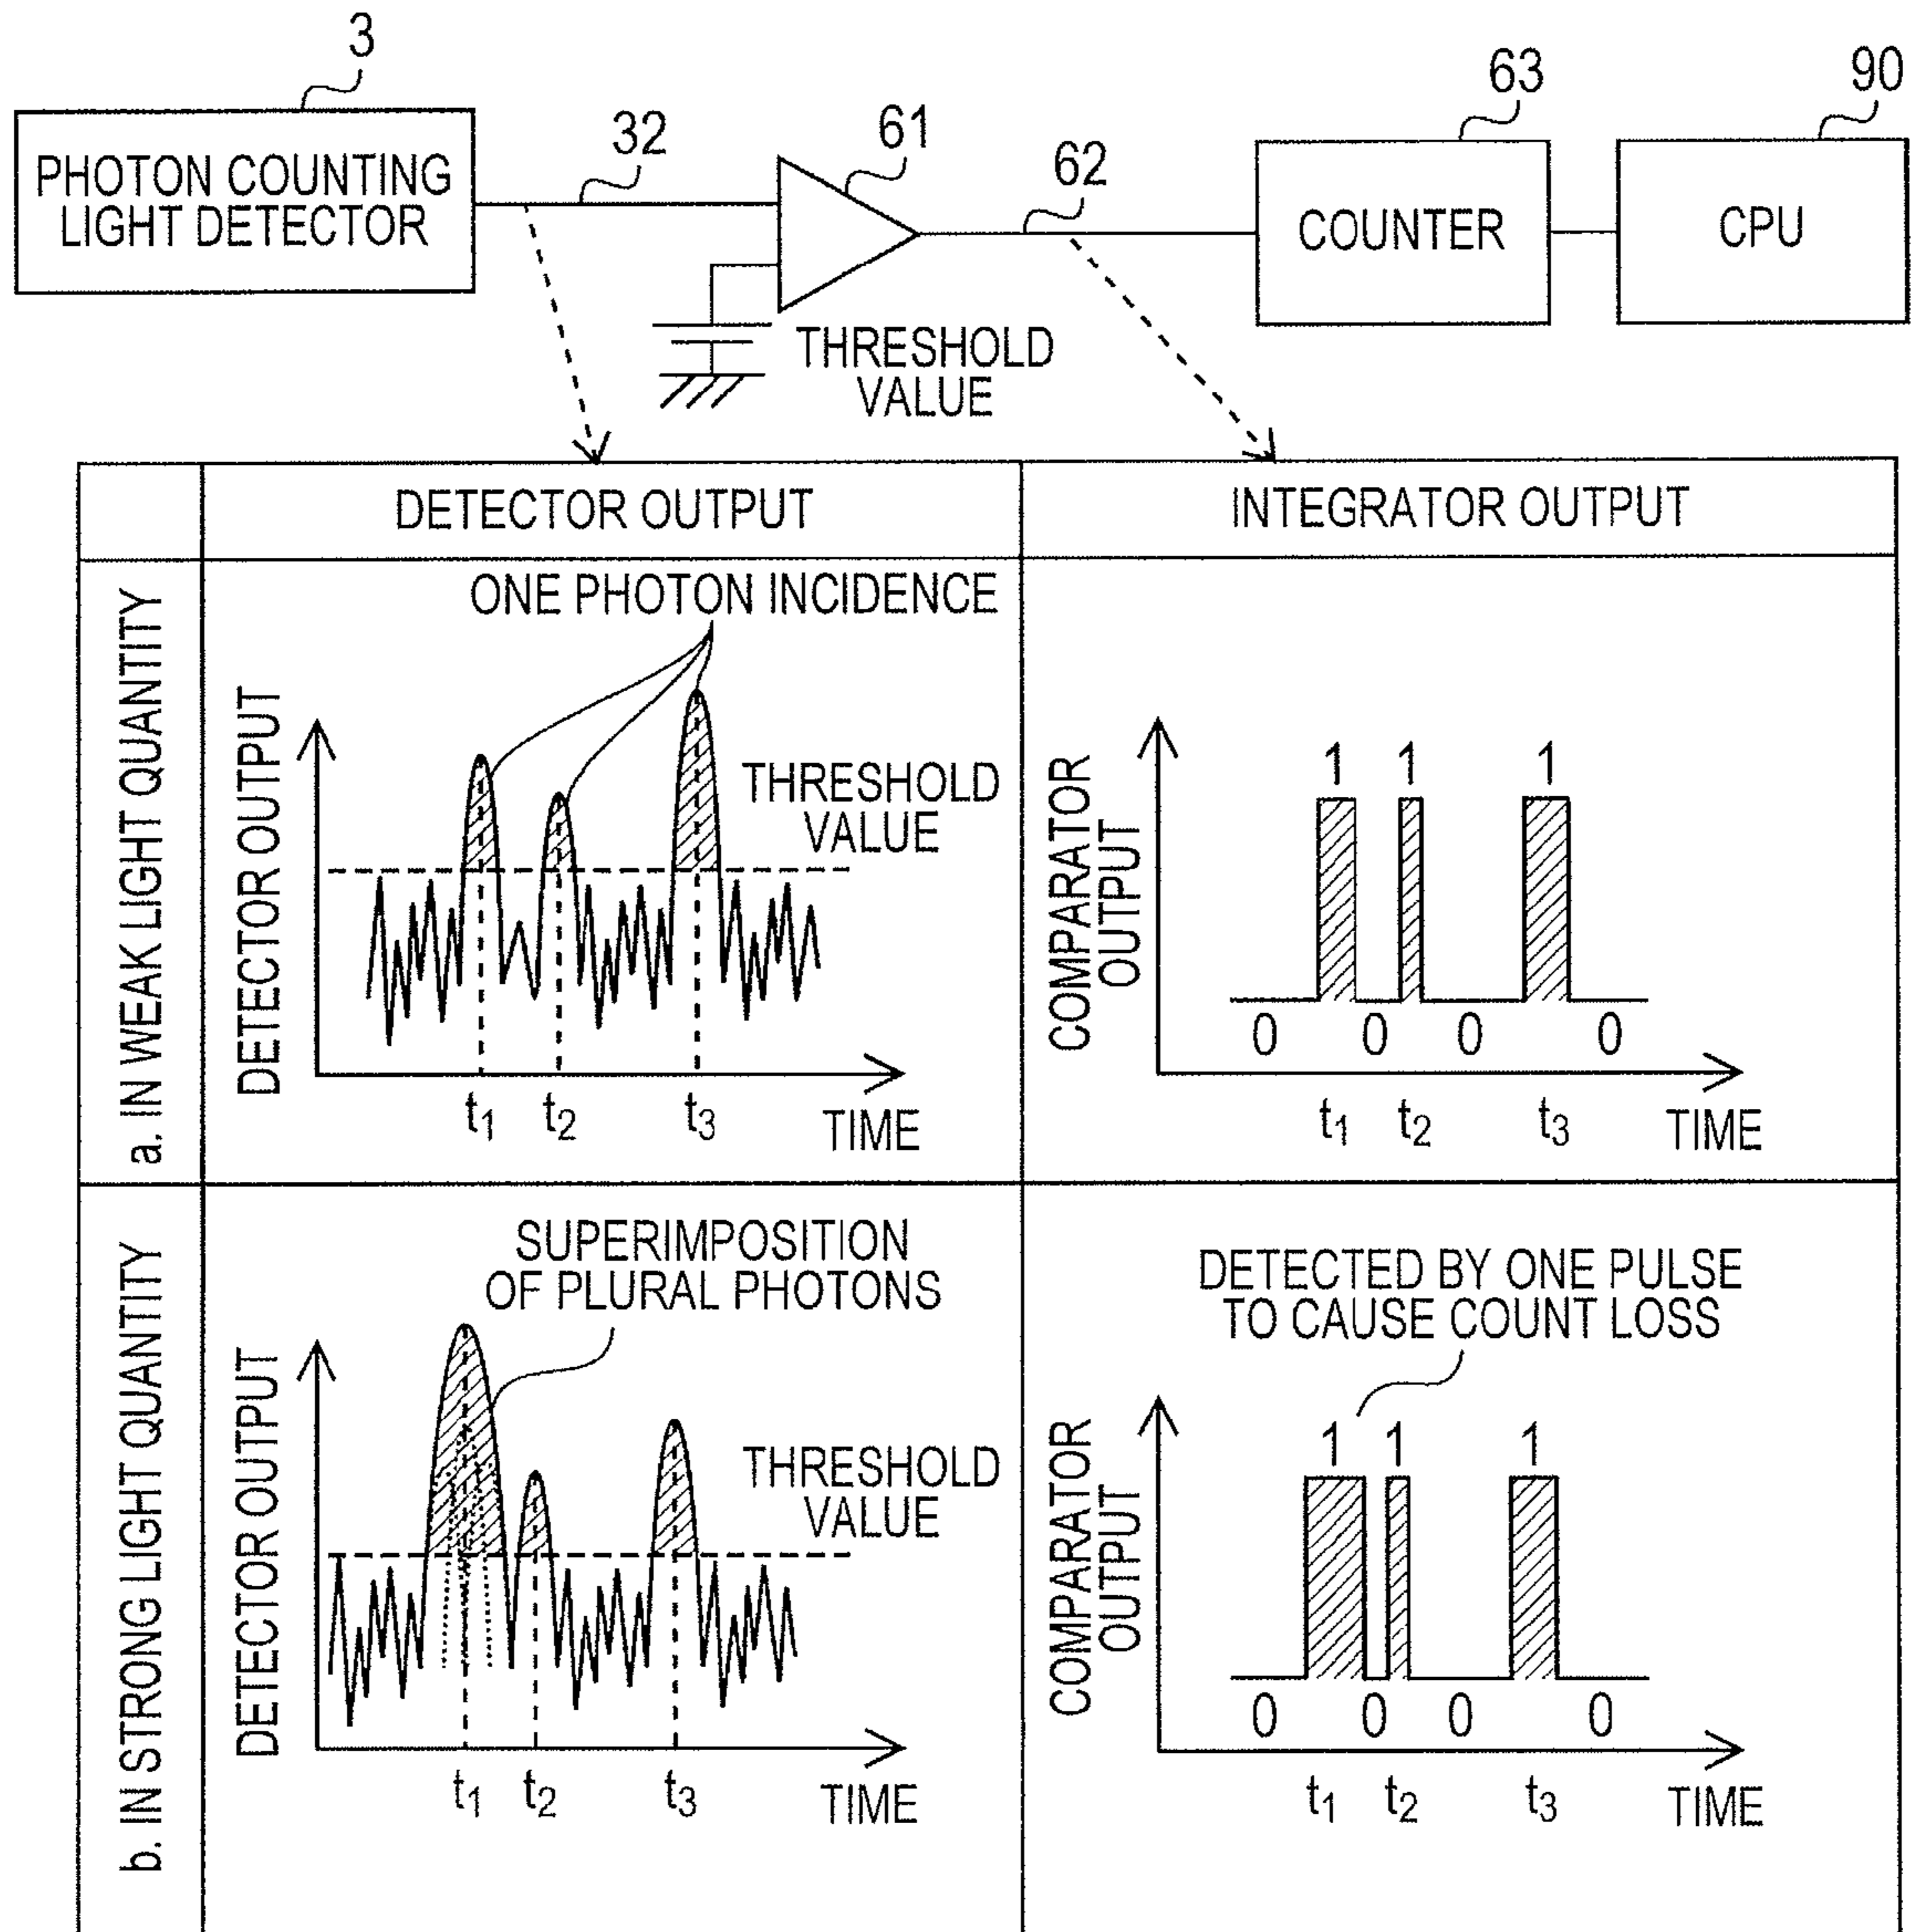 3
32
61
62
63
90
PHOTON COUNTING
LIGHT DETECTOR
COUNTER
CPU
THRESHOLD
VALUE
DETECTOR OUTPUT
INTEGRATOR OUTPUT
a. IN WEAK LIGHT QUANTITY
ONE PHOTON INCIDENCE
DETECTOR OUTPUT
THRESHOLD
VALUE
t1 t2 t3 TIME
COMPARATOR
OUTPUT
1 1 1
0 0 0 0
t1 t2 t3 TIME
b. IN STRONG LIGHT QUANTITY
SUPERIMPOSITION
OF PLURAL PHOTONS
DETECTOR OUTPUT
THRESHOLD
VALUE
t1 t2 t3 TIME
DETECTED BY ONE PULSE
TO CAUSE COUNT LOSS
COMPARATOR
OUTPUT
1 1 1
0 0 0 0
t1 t2 t3 TIME